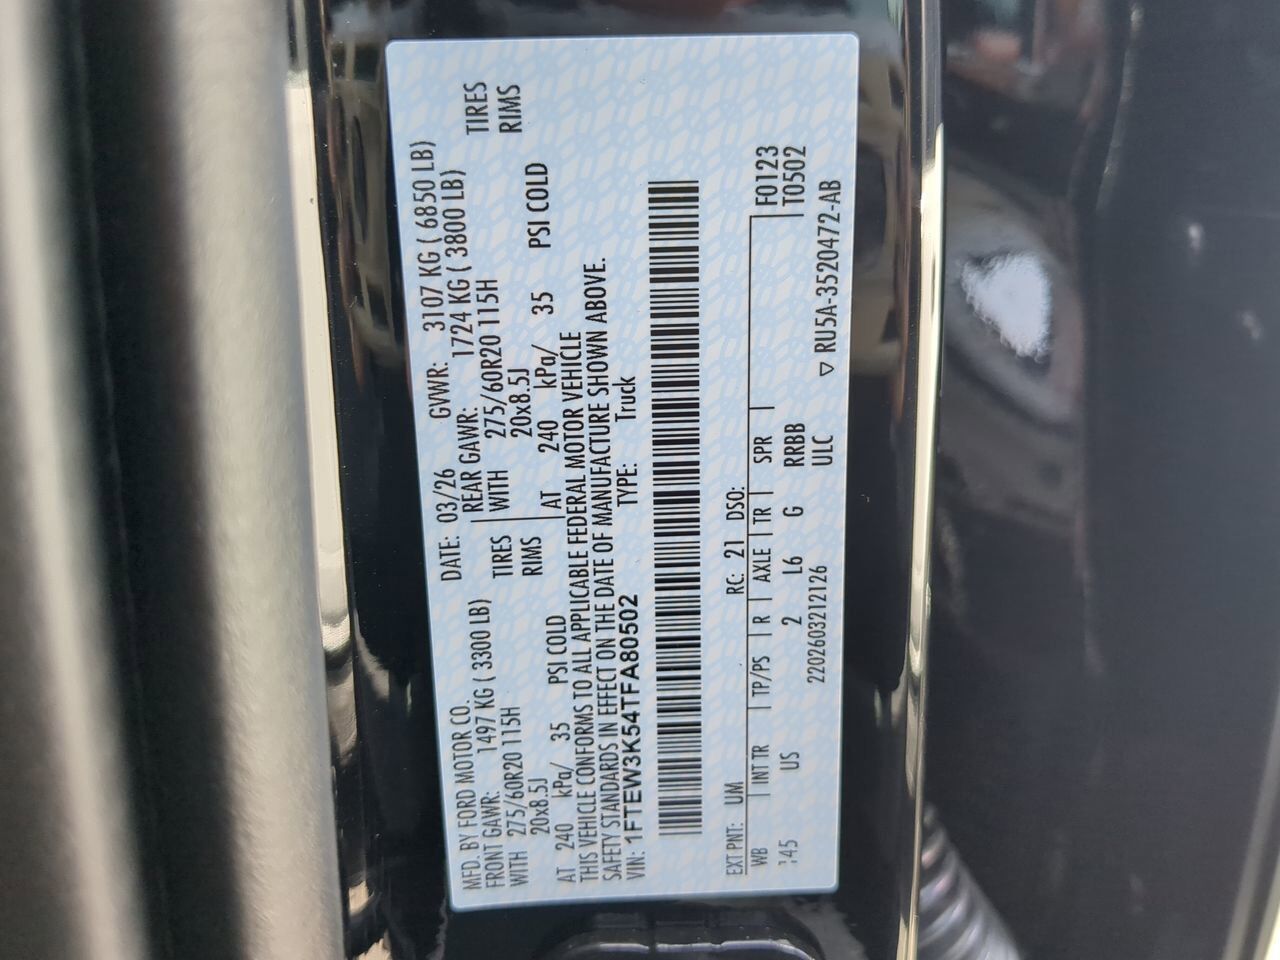 MFD. BY FORD MOTOR CO. DATE: 03/26 GVWR: 3107 KG ( 6850 LB)
FRONT GAWR: 1497 KG ( 3300 LB) REAR GAWR: 1724 KG ( 3800 LB)
WITH 275/60R20 115H TIRES WITH 275/60R20 115H TIRES
20x8.5J RIMS 20x8.5J RIMS
AT 240 kPa/ 35 PSI COLD AT 240 kPa/ 35 PSI COLD
THIS VEHICLE CONFORMS TO ALL APPLICABLE FEDERAL MOTOR VEHICLE
SAFETY STANDARDS IN EFFECT ON THE DATE OF MANUFACTURE SHOWN ABOVE.
VIN: 1FTEW3K54TFA80502 TYPE: Truck
EXT PNT: UM RC: 21 DSO:
WB INT TR TP/PS R AXLE TR SPR F0123
145 US 2 L6 G RRBB T0502
2202603212126 ULC ▽ RU5A-3520472-AB